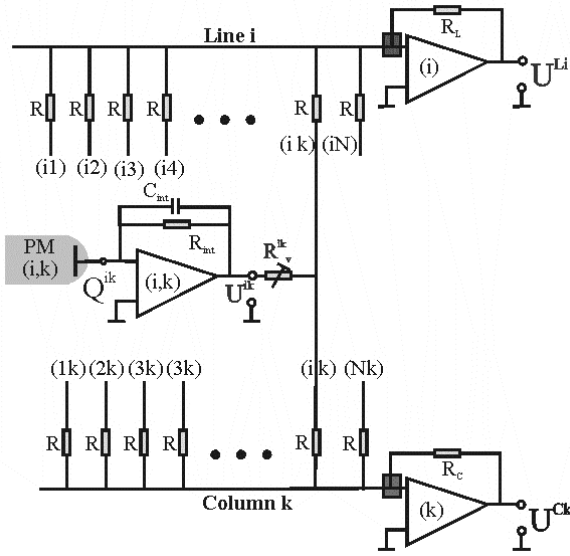 Line i
R_L
(i)
U^Li
R R R R R R
(i1) (i2) (i3) (i4) (i k) (iN)
C_int
R_int
PM
(i,k)
Q^ik
(i,k)
U^ik
R_v^ik
(1k) (2k) (3k) (3k) (i k) (Nk)
R R R R R R
R_C
Column k
(k)
U^Ck